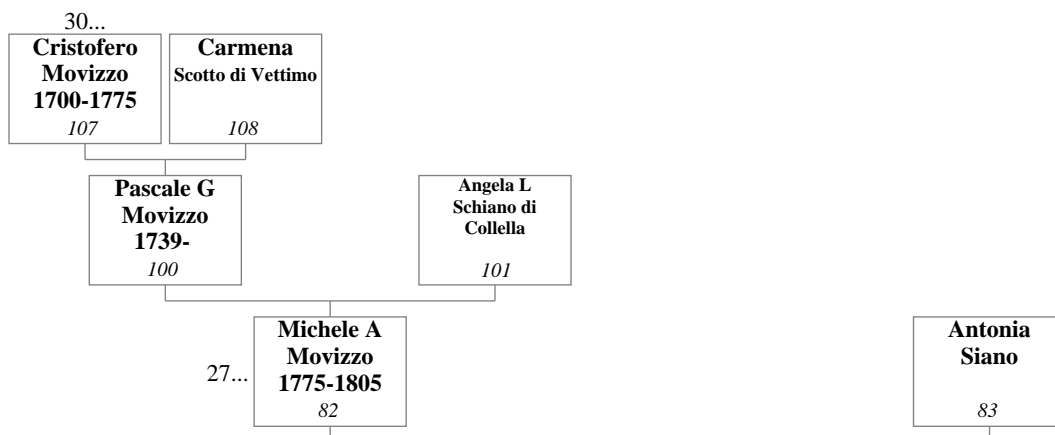 30...
Cristofero
Movizzo
1700-1775
107
Carmena
Scotto di Vettimo
108
Pascale G
Movizzo
1739-
100
Angela L
Schiano di
Collella
101
27...
Michele A
Movizzo
1775-1805
82
Antonia
Siano
83